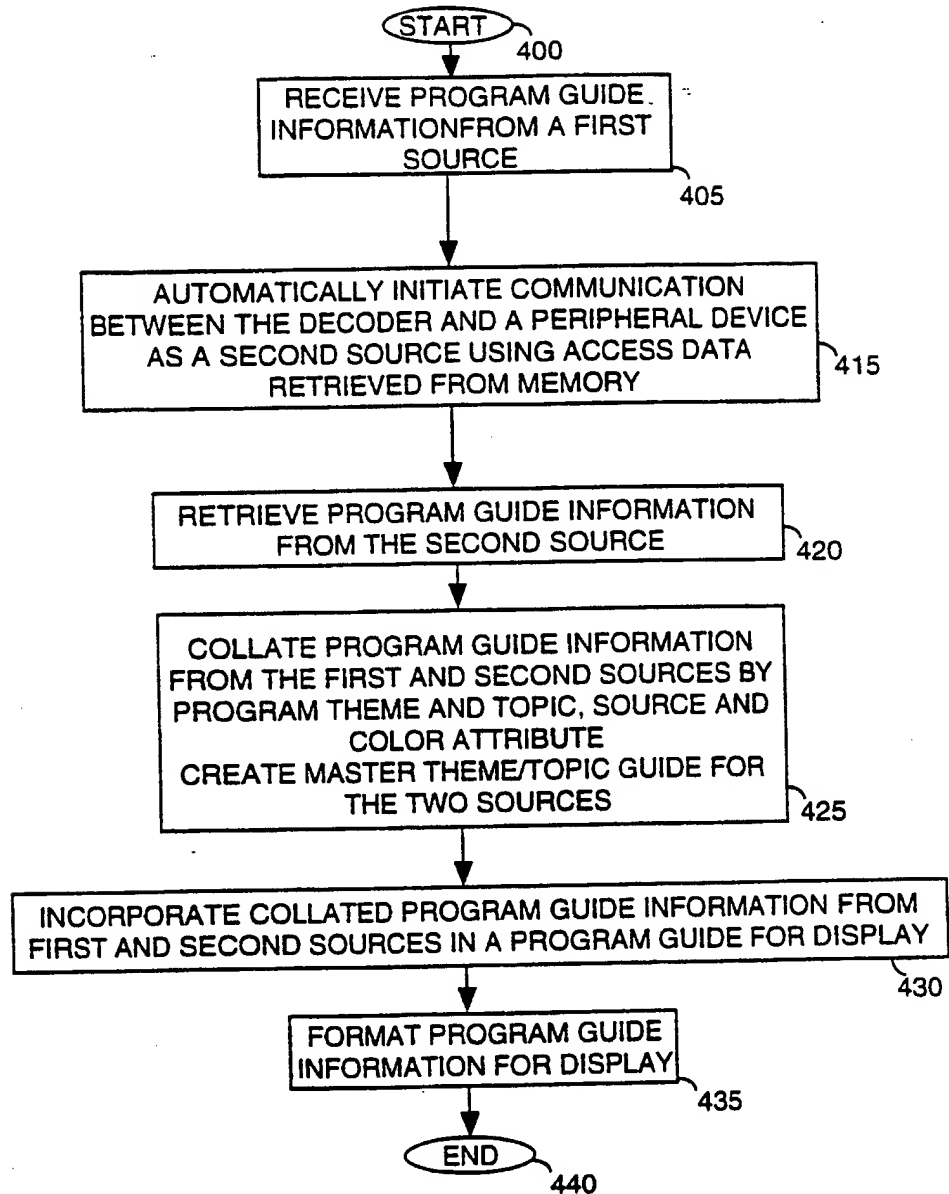 START
400
RECEIVE PROGRAM GUIDE
INFORMATIONFROM A FIRST
SOURCE
405
AUTOMATICALLY INITIATE COMMUNICATION
BETWEEN THE DECODER AND A PERIPHERAL DEVICE
AS A SECOND SOURCE USING ACCESS DATA
RETRIEVED FROM MEMORY
415
RETRIEVE PROGRAM GUIDE INFORMATION
FROM THE SECOND SOURCE
420
COLLATE PROGRAM GUIDE INFORMATION
FROM THE FIRST AND SECOND SOURCES BY
PROGRAM THEME AND TOPIC, SOURCE AND
COLOR ATTRIBUTE
CREATE MASTER THEME/TOPIC GUIDE FOR
THE TWO SOURCES
425
INCORPORATE COLLATED PROGRAM GUIDE INFORMATION FROM
FIRST AND SECOND SOURCES IN A PROGRAM GUIDE FOR DISPLAY
430
FORMAT PROGRAM GUIDE
INFORMATION FOR DISPLAY
435
END
440